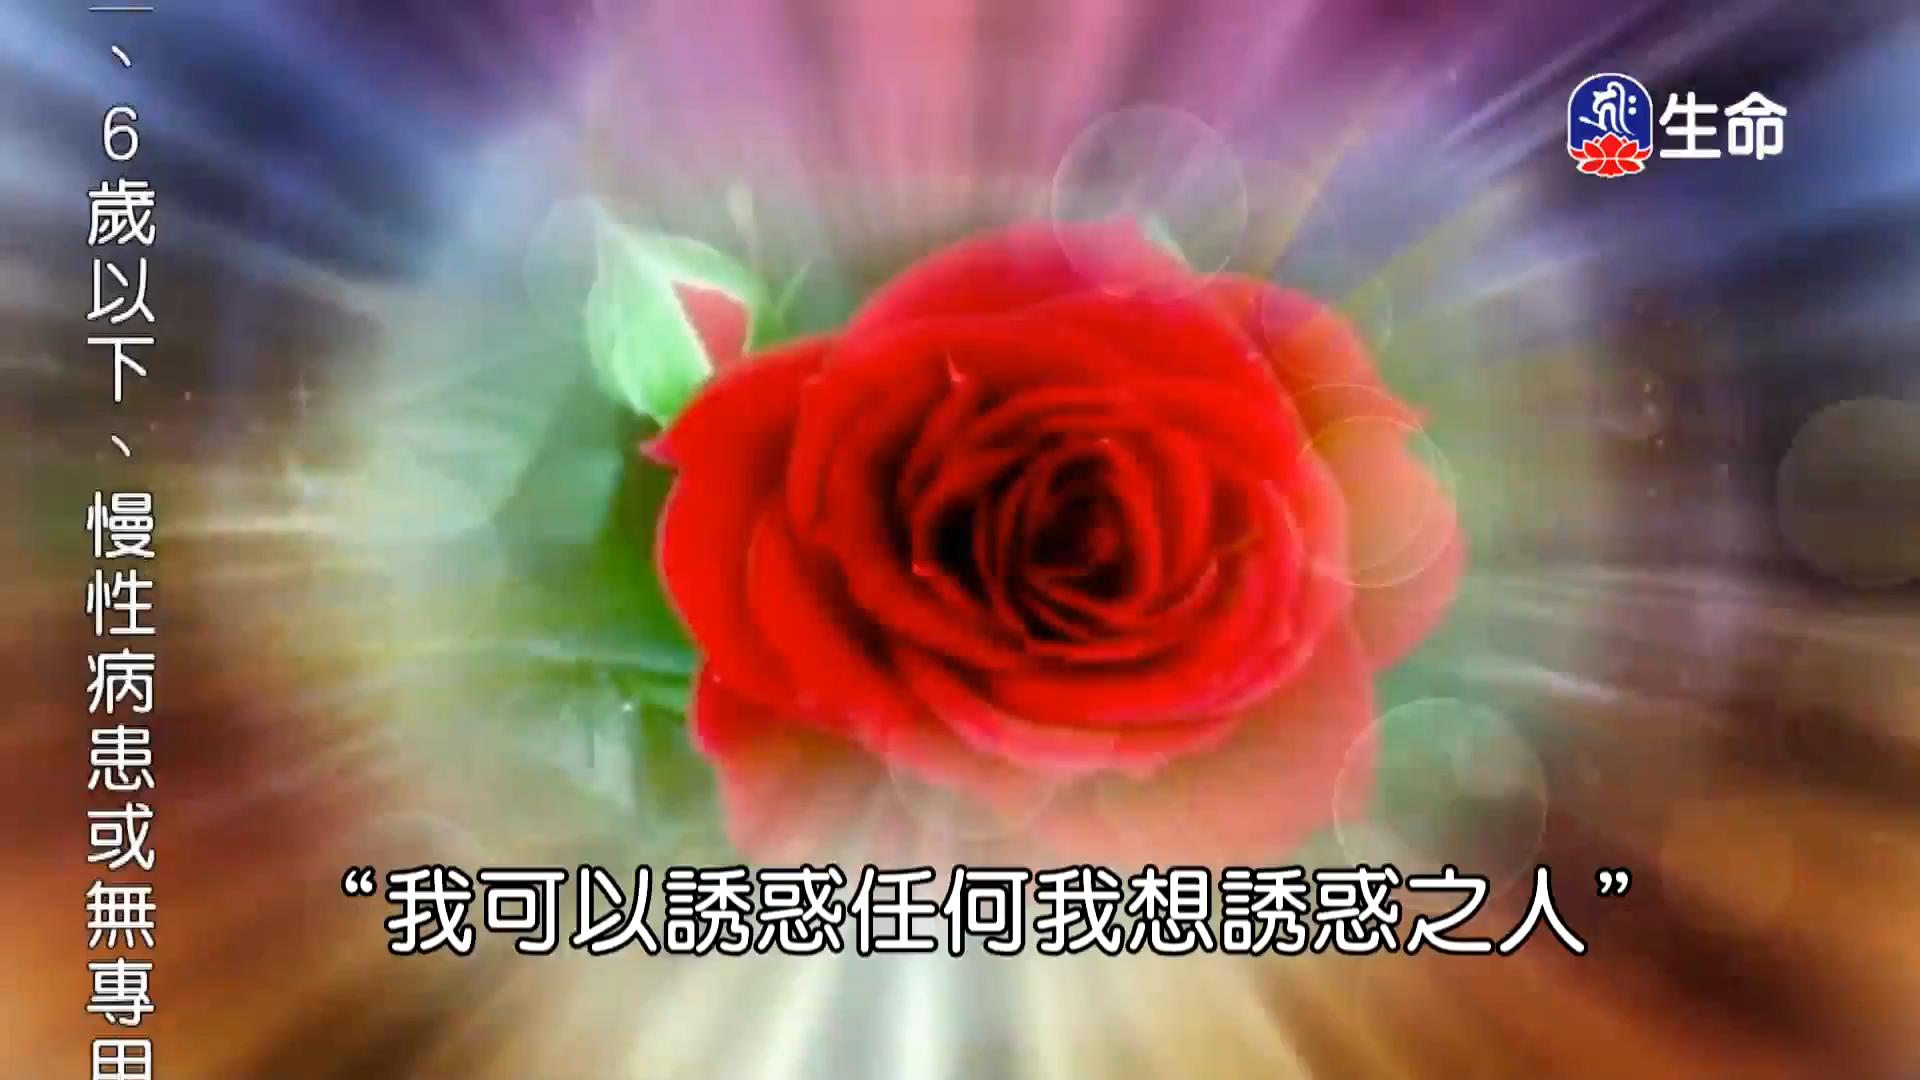 、6歲以下、慢性病患或無專用
生命
“我可以誘惑任何我想誘惑之人”